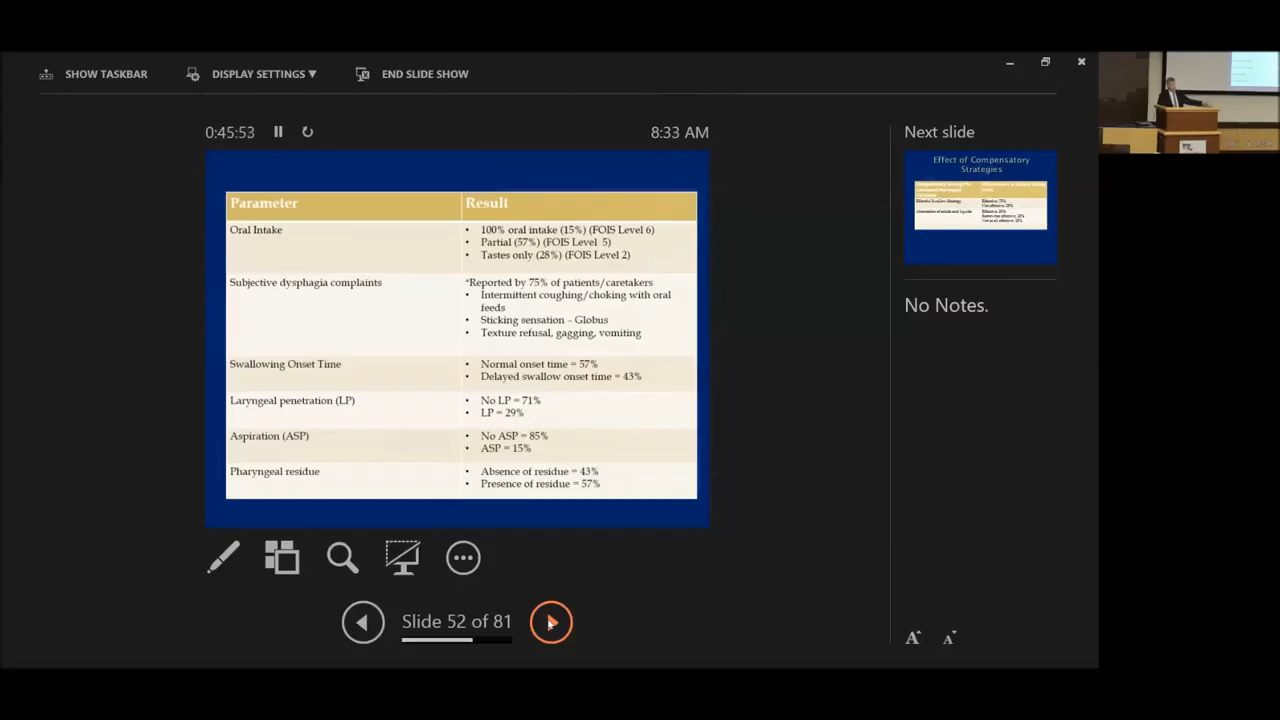 SHOW TASKBAR
DISPLAY SETTINGS ▼
END SLIDE SHOW
0:45:53
8:33 AM
Parameter
Result
Oral Intake
• 100% oral intake (15%) (FOIS Level 6)
• Partial (57%) (FOIS Level 5)
• Tastes only (28%) (FOIS Level 2)
Subjective dysphagia complaints
*Reported by 75% of patients/caretakers
• Intermittent coughing/choking with oral
feeds
• Sticking sensation – Globus
• Texture refusal, gagging, vomiting
Swallowing Onset Time
• Normal onset time = 57%
• Delayed swallow onset time = 43%
Laryngeal penetration (LP)
• No LP = 71%
• LP = 29%
Aspiration (ASP)
• No ASP = 85%
• ASP = 15%
Pharyngeal residue
• Absence of residue = 43%
• Presence of residue = 57%
Slide 52 of 81
Next slide
Effect of Compensatory
Strategies
No Notes.
A A